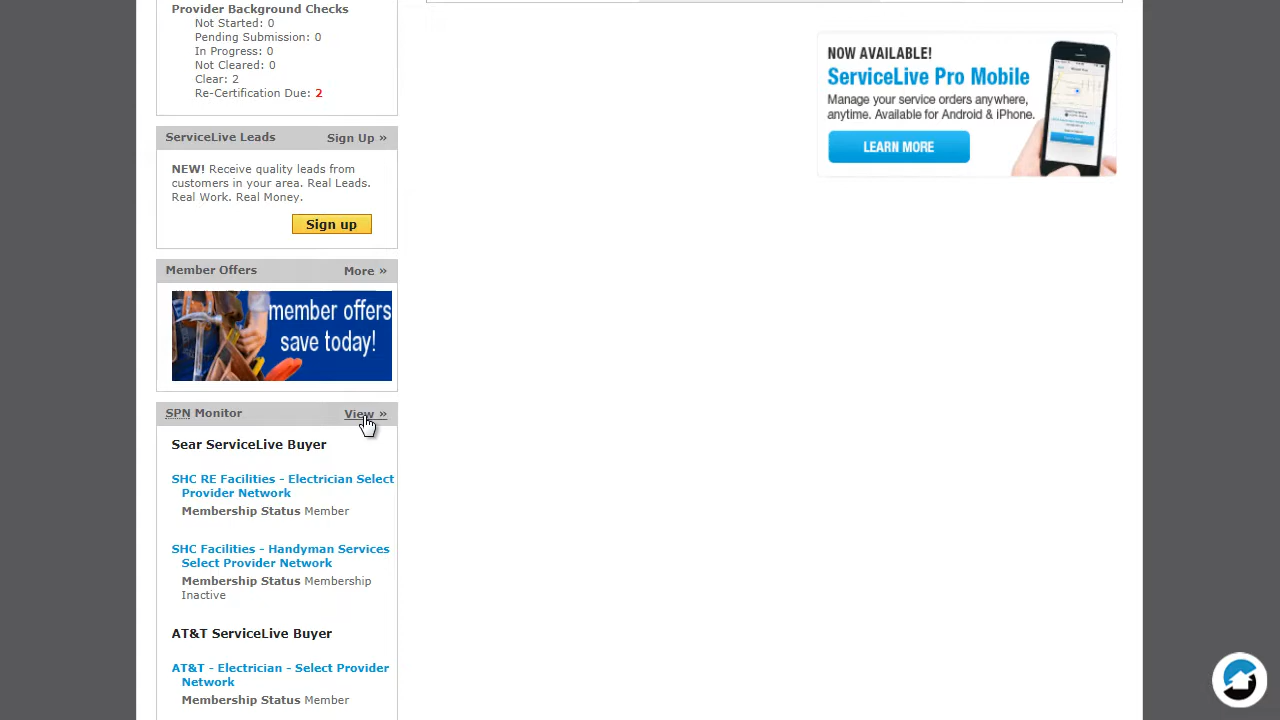 Provider Background Checks
Not Started: 0
Pending Submission: 0
In Progress: 0
Not Cleared: 0
Clear: 2
Re-Certification Due: 2
ServiceLive Leads Sign Up »
NEW! Receive quality leads from
customers in your area. Real Leads.
Real Work. Real Money.
Sign up
Member Offers More »
member offers
save today!
SPN Monitor View »
Sear ServiceLive Buyer
SHC RE Facilities - Electrician Select
Provider Network
Membership Status Member
SHC Facilities - Handyman Services
Select Provider Network
Membership Status Membership
Inactive
AT&T ServiceLive Buyer
AT&T - Electrician - Select Provider
Network
Membership Status Member
NOW AVAILABLE!
ServiceLive Pro Mobile
Manage your service orders anywhere,
anytime. Available for Android & iPhone.
LEARN MORE